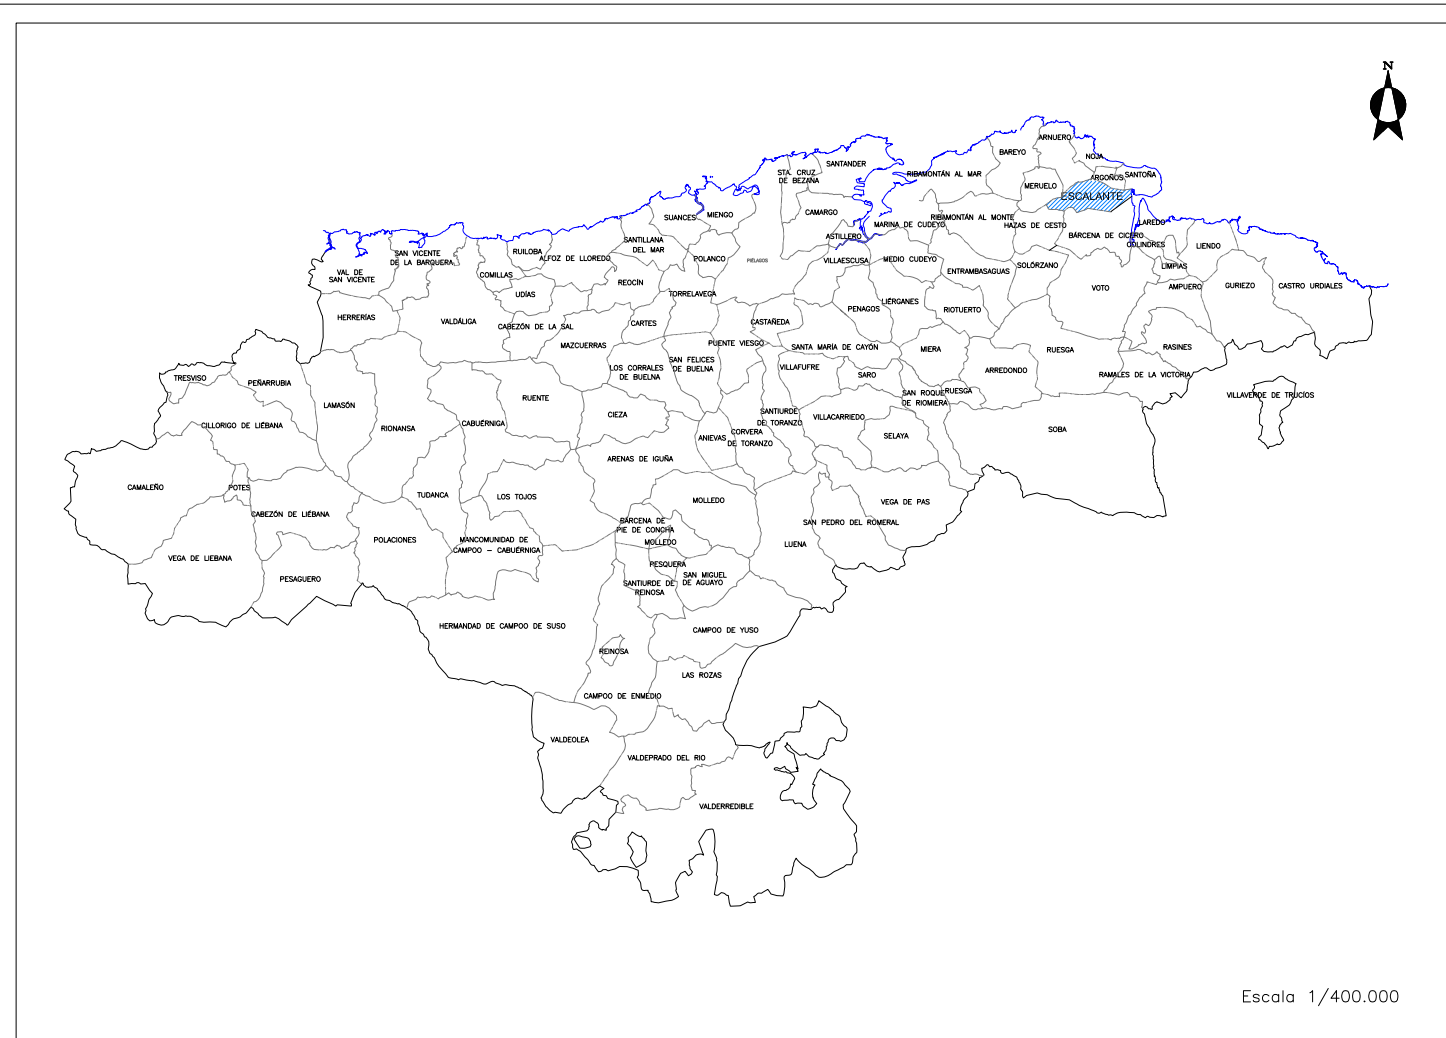 N
ARNUERO
BAREYO
NOJA
SANTANDER
STA. CRUZ
DE BEZANA
RIBAMONTÁN AL MAR
ARGOÑOS
SANTOÑA
MERUELO
ESCALANTE
CAMARGO
SUANCES
MIENGO
MARINA DE CUDEYO
RIBAMONTÁN AL MONTE
HAZAS DE CESTO
LAREDO
BÁRCENA DE CICERO
COLINDRES
LIENDO
ASTILLERO
SANTILLANA
DEL MAR
RUILOBA
ALFOZ DE LLOREDO
SAN VICENTE
DE LA BARQUERA
POLANCO
PIELAGOS
VILLAESCUSA
MEDIO CUDEYO
ENTRAMBASAGUAS
SOLÓRZANO
LIMPIAS
VAL DE
SAN VICENTE
COMILLAS
REOCÍN
UDÍAS
TORRELAVEGA
VOTO
AMPUERO
GURIEZO
CASTRO URDIALES
HERRERÍAS
VALDÁLIGA
CABEZÓN DE LA SAL
CARTES
CASTAÑEDA
PENAGOS
LIÉRGANES
RIOTUERTO
MAZCUERRAS
PUENTE VIESGO
SANTA MARÍA DE CAYÓN
MIERA
RUESGA
RASINES
TRESVISO
PEÑARRUBIA
LOS CORRALES
DE BUELNA
SAN FELICES
DE BUELNA
VILLAFUFRE
SARO
ARREDONDO
RAMALES DE LA VICTORIA
SAN ROQUE
DE RIOMIERA
RUESGA
VILLAVERDE DE TRUCÍOS
LAMASÓN
RUENTE
CIEZA
CILLORIGO DE LIÉBANA
RIONANSA
CABUÉRNIGA
ANIEVAS
CORVERA
DE TORANZO
SANTIURDE
DE TORANZO
VILLACARRIEDO
SELAYA
SOBA
ARENAS DE IGUÑA
CAMALEÑO
POTES
TUDANCA
LOS TOJOS
MOLLEDO
VEGA DE PAS
CABEZÓN DE LIÉBANA
BÁRCENA DE
PIE DE CONCHA
SAN PEDRO DEL ROMERAL
POLACIONES
MANCOMUNIDAD DE
CAMPOO – CABUÉRNIGA
MOLLEDO
LUENA
VEGA DE LIEBANA
PESAGUERO
PESQUERA
SAN MIGUEL
DE AGUAYO
SANTIURDE DE
REINOSA
HERMANDAD DE CAMPOO DE SUSO
CAMPOO DE YUSO
REINOSA
LAS ROZAS
CAMPOO DE ENMEDIO
VALDEOLEA
VALDEPRADO DEL RIO
VALDERREDIBLE
Escala 1/400.000